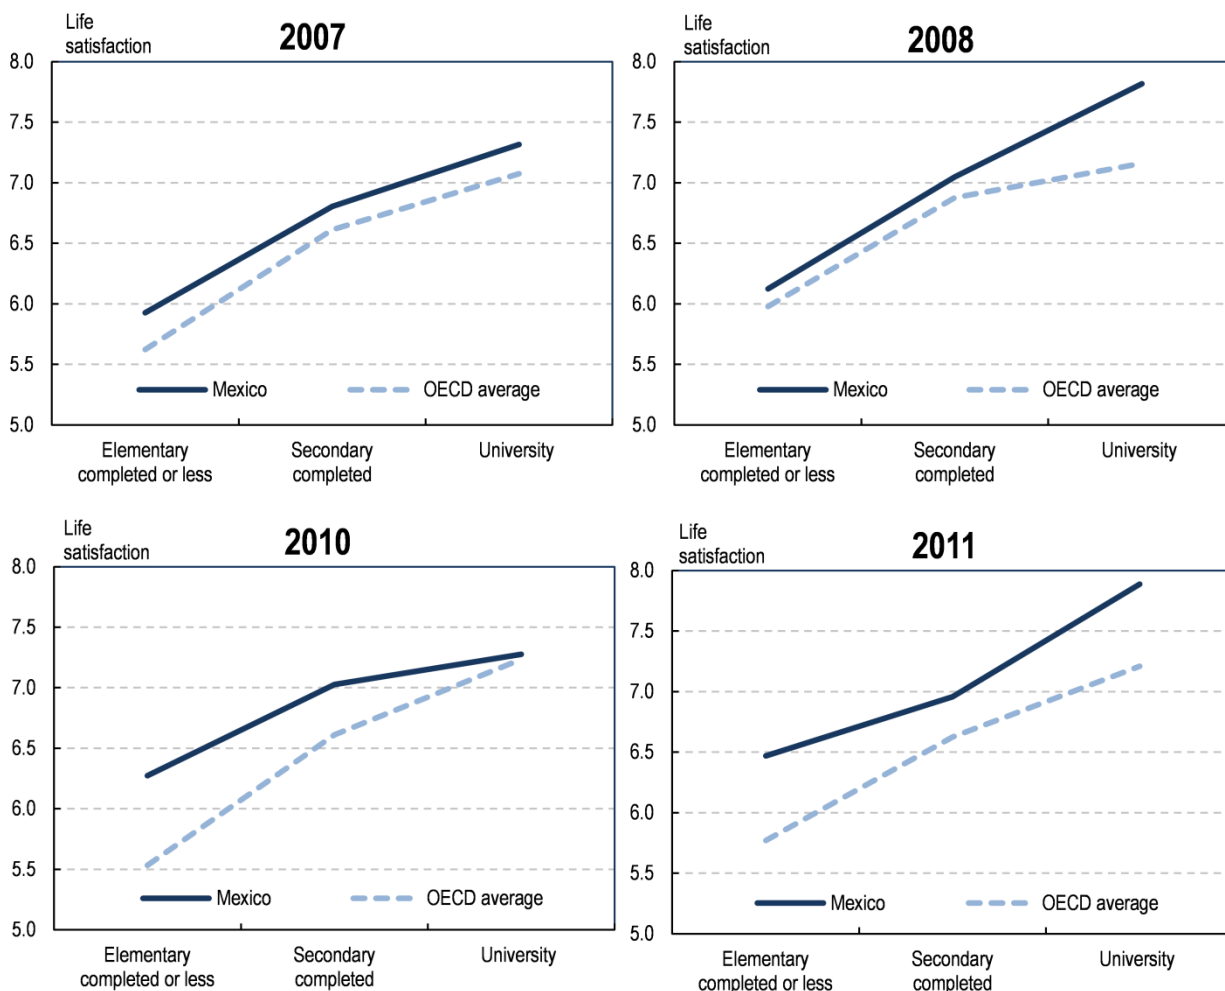 Life
satisfaction
2007
8.0
7.5
7.0
6.5
6.0
5.5
5.0
Mexico
OECD average
Elementary
completed or less
Secondary
completed
University
Life
satisfaction
2008
8.0
7.5
7.0
6.5
6.0
5.5
5.0
Mexico
OECD average
Elementary
completed or less
Secondary
completed
University
Life
satisfaction
2010
8.0
7.5
7.0
6.5
6.0
5.5
5.0
Mexico
OECD average
Elementary
completed or less
Secondary
completed
University
Life
satisfaction
2011
8.0
7.5
7.0
6.5
6.0
5.5
5.0
Mexico
OECD average
Elementary
completed or less
Secondary
completed
University